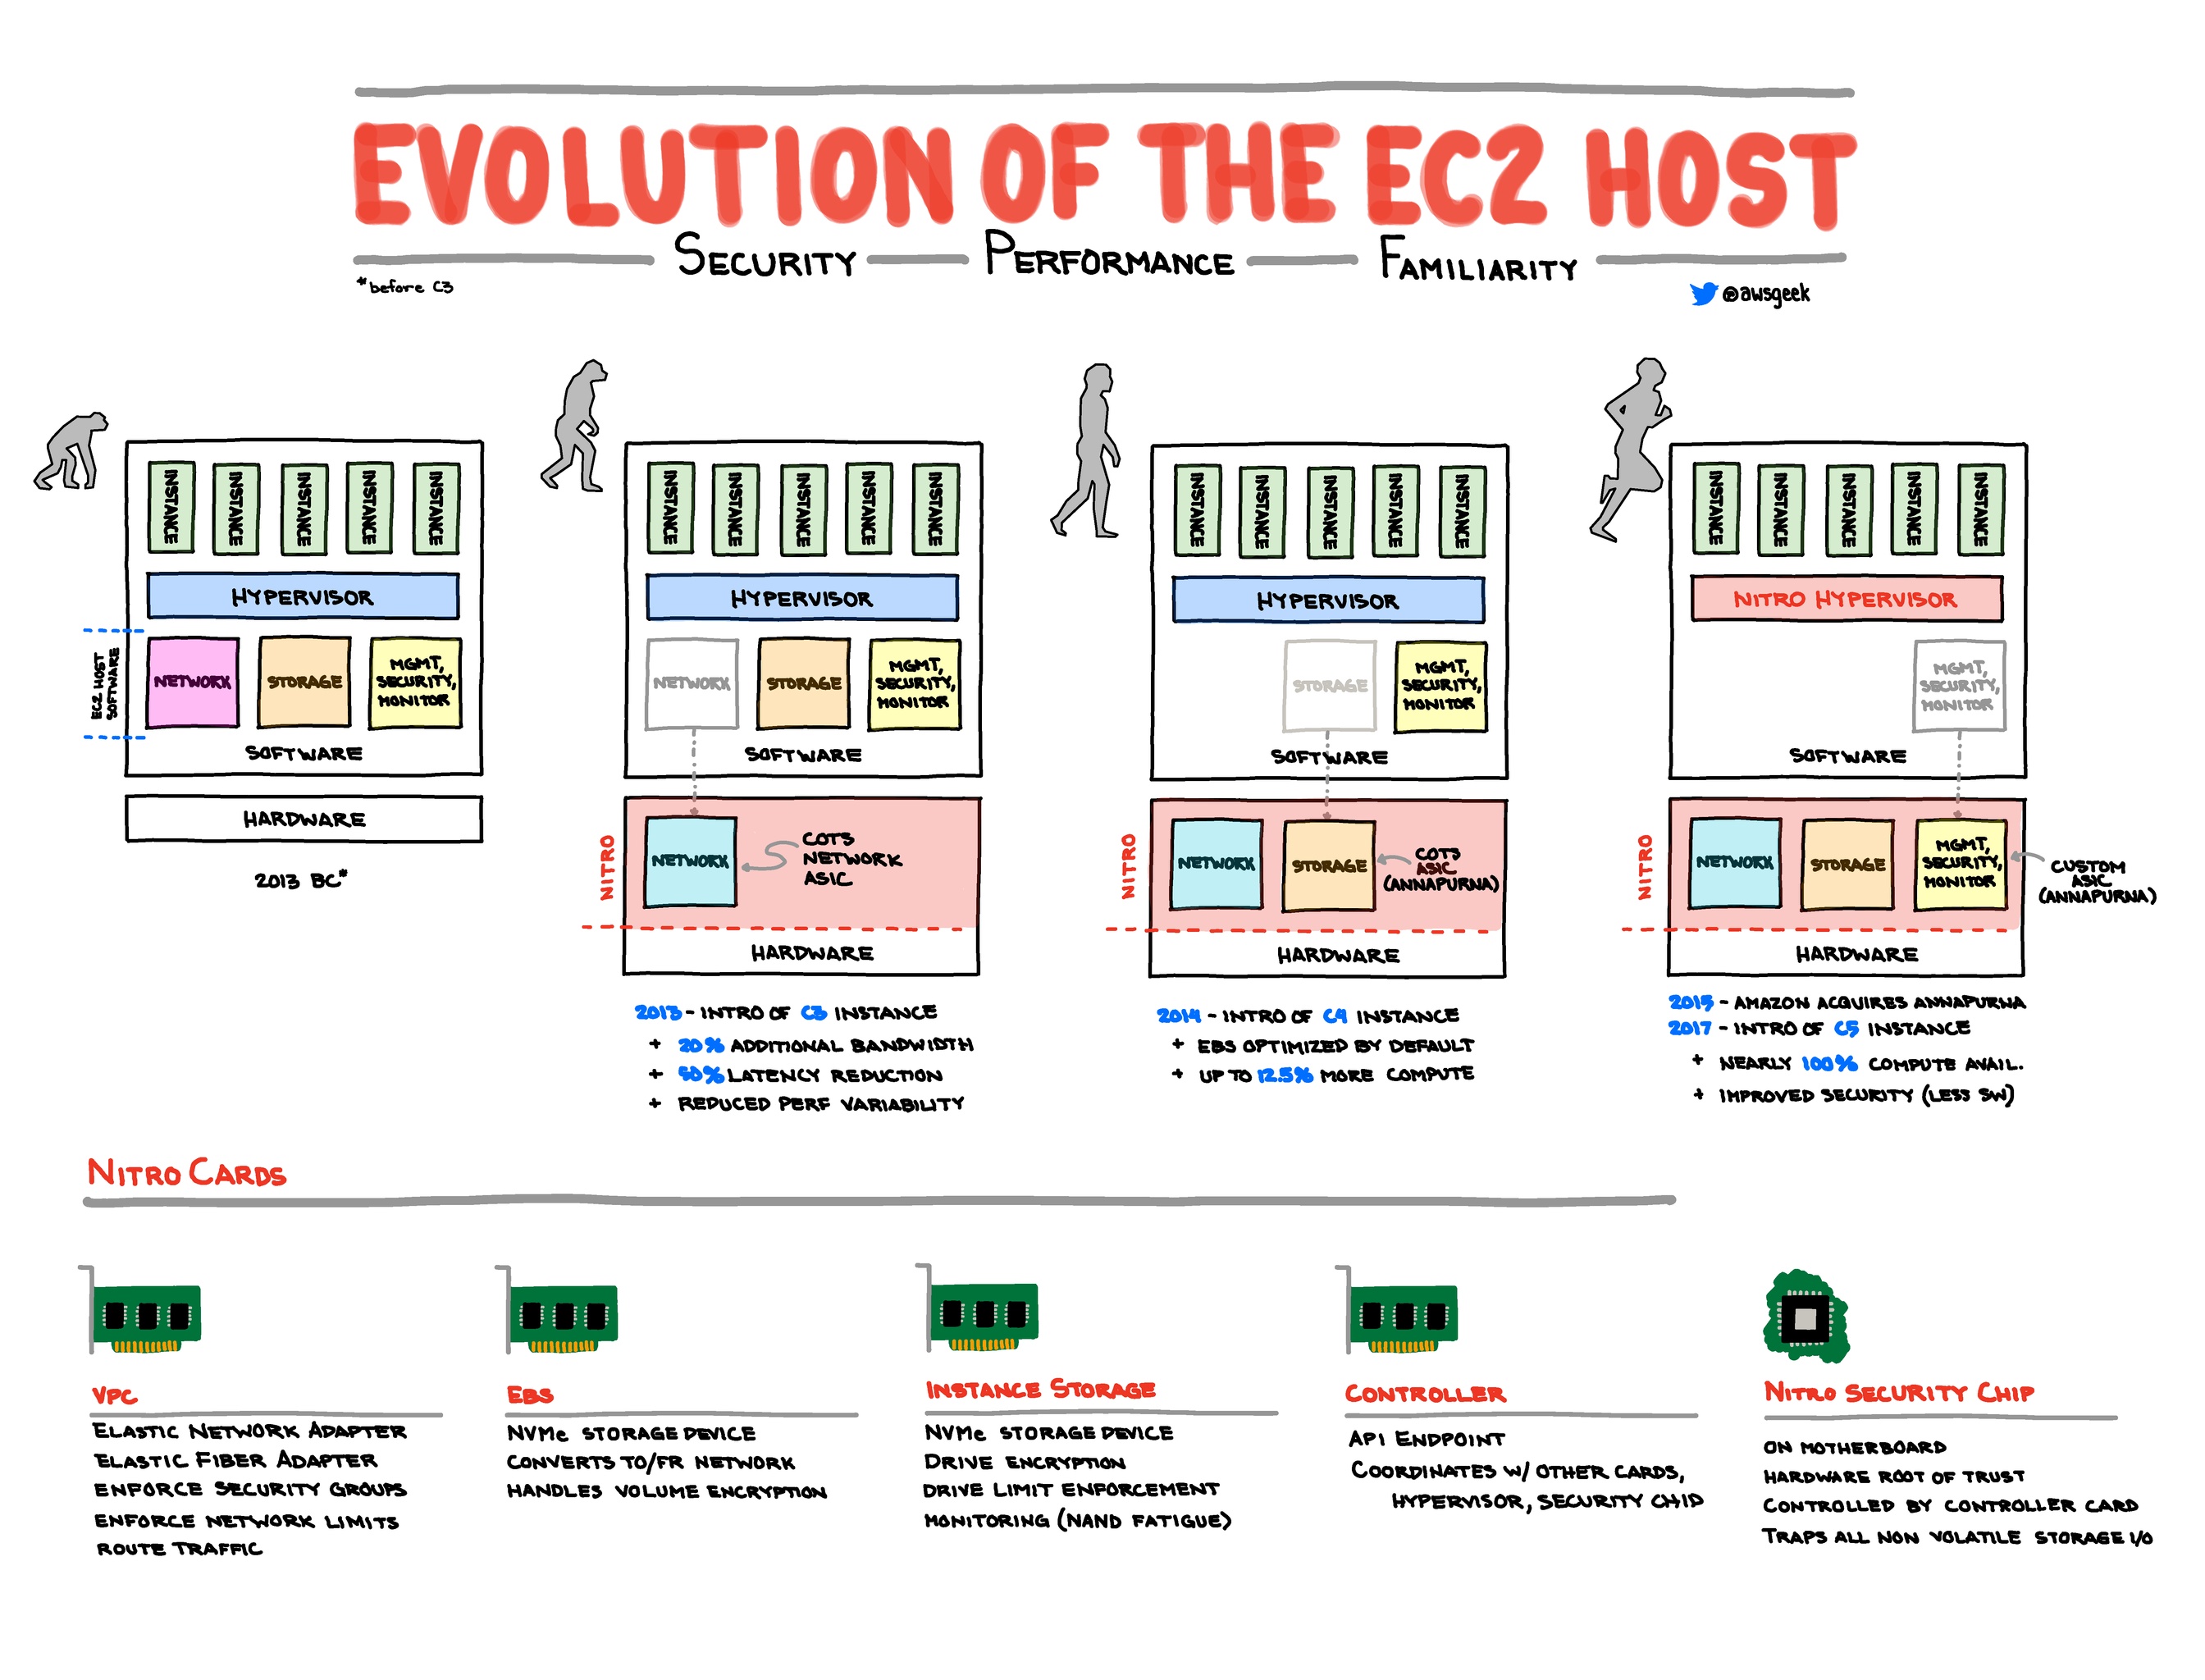 EVOLUTION OF THE EC2 HOST
SECURITY PERFORMANCE FAMILIARITY
*before C3
@awsgeek
INSTANCE
INSTANCE
INSTANCE
INSTANCE
INSTANCE
HYPERVISOR
EC2 HOST
SOFTWARE
NETWORK
STORAGE
MGMT,
SECURITY,
MONITOR
SOFTWARE
HARDWARE
2013 BC*
INSTANCE
INSTANCE
INSTANCE
INSTANCE
INSTANCE
HYPERVISOR
NETWORK
STORAGE
MGMT,
SECURITY,
MONITOR
SOFTWARE
NITRO
NETWORK
COTS
NETWORK
ASIC
HARDWARE
2013 - INTRO OF C3 INSTANCE
+ 20% ADDITIONAL BANDWIDTH
+ 50% LATENCY REDUCTION
+ REDUCED PERF VARIABILITY
INSTANCE
INSTANCE
INSTANCE
INSTANCE
INSTANCE
HYPERVISOR
STORAGE
MGMT,
SECURITY,
MONITOR
SOFTWARE
NITRO
NETWORK
STORAGE
COTS
ASIC
(ANNAPURNA)
HARDWARE
2014 - INTRO OF C4 INSTANCE
+ EBS OPTIMIZED BY DEFAULT
+ UP TO 12.5% MORE COMPUTE
INSTANCE
INSTANCE
INSTANCE
INSTANCE
INSTANCE
NITRO HYPERVISOR
MGMT,
SECURITY,
MONITOR
SOFTWARE
NITRO
NETWORK
STORAGE
MGMT,
SECURITY,
MONITOR
CUSTOM
ASIC
(ANNAPURNA)
HARDWARE
2015 - AMAZON ACQUIRES ANNAPURNA
2017 - INTRO OF C5 INSTANCE
+ NEARLY 100% COMPUTE AVAIL.
+ IMPROVED SECURITY (LESS SW)
NITRO CARDS
VPC
ELASTIC NETWORK ADAPTER
ELASTIC FIBER ADAPTER
ENFORCE SECURITY GROUPS
ENFORCE NETWORK LIMITS
ROUTE TRAFFIC
EBS
NVMe STORAGE DEVICE
CONVERTS TO/FR NETWORK
HANDLES VOLUME ENCRYPTION
INSTANCE STORAGE
NVMe STORAGE DEVICE
DRIVE ENCRYPTION
DRIVE LIMIT ENFORCEMENT
MONITORING (NAND FATIGUE)
CONTROLLER
API ENDPOINT
COORDINATES W/ OTHER CARDS,
HYPERVISOR, SECURITY CHIP
NITRO SECURITY CHIP
ON MOTHERBOARD
HARDWARE ROOT OF TRUST
CONTROLLED BY CONTROLLER CARD
TRAPS ALL NON VOLATILE STORAGE I/O